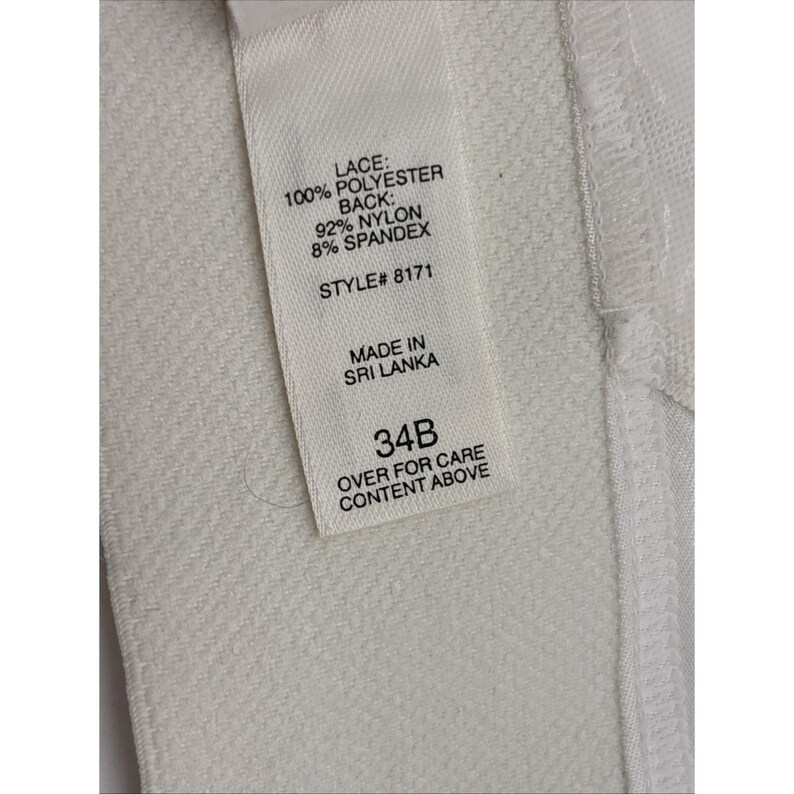 LACE:
100% POLYESTER
BACK:
92% NYLON
8% SPANDEX
STYLE# 8171
MADE IN
SRI LANKA
34B
OVER FOR CARE
CONTENT ABOVE